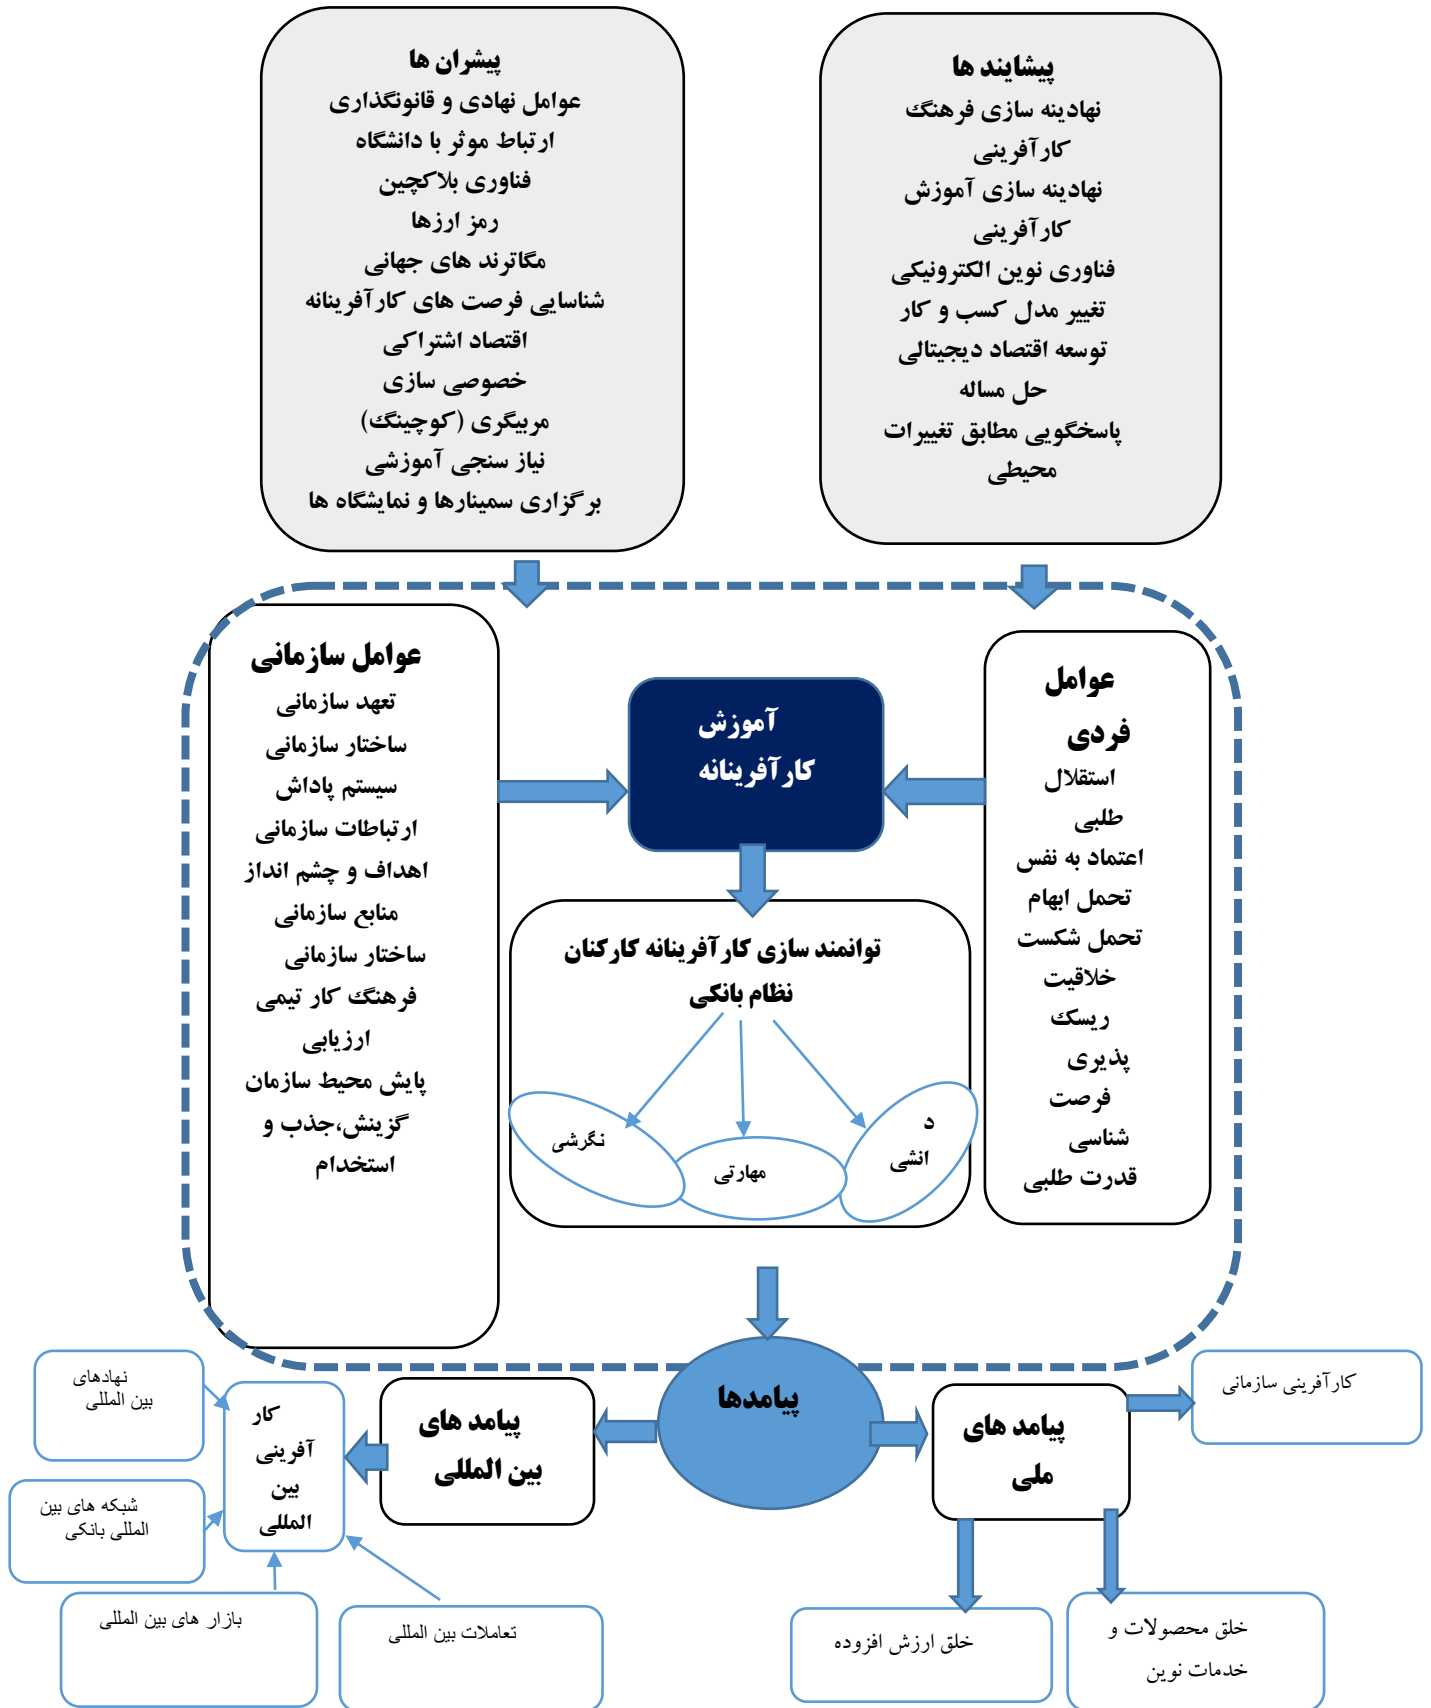 پیشایند ها
نهادینه سازی فرهنگ
کارآفرینی
نهادینه سازی آموزش
کارآفرینی
فناوری نوین الکترونیکی
تغییر مدل کسب و کار
توسعه اقتصاد دیجیتالی
حل مساله
پاسخگویی مطابق تغییرات
محیطی
پیشران ها
عوامل نهادی و قانونگذاری
ارتباط موثر با دانشگاه
فناوری بلاکچین
رمز ارزها
مگاترند های جهانی
شناسایی فرصت های کارآفرینانه
اقتصاد اشتراکی
خصوصی سازی
مربیگری (کوچینگ)
نیاز سنجی آموزشی
برگزاری سمینارها و نمایشگاه ها
عوامل
فردی
استقلال
طلبی
اعتماد به نفس
تحمل ابهام
تحمل شکست
خلاقیت
ریسک
پذیری
فرصت
شناسی
قدرت طلبی
آموزش
کارآفرینانه
توانمند سازی کارآفرینانه کارکنان
نظام بانکی
د
انشی
مهارتی
نگرشی
عوامل سازمانی
تعهد سازمانی
ساختار سازمانی
سیستم پاداش
ارتباطات سازمانی
اهداف و چشم انداز
منابع سازمانی
ساختار سازمانی
فرهنگ کار تیمی
ارزیابی
پایش محیط سازمان
گزینش،جذب و
استخدام
پیامدها
پیامد های
ملی
کارآفرینی سازمانی
خلق محصولات و
خدمات نوین
خلق ارزش افزوده
پیامد های
بین المللی
کار
آفرینی
بین
المللی
نهادهای
بین المللی
شبکه های بین
المللی بانکی
بازار های بین المللی
تعاملات بین المللی